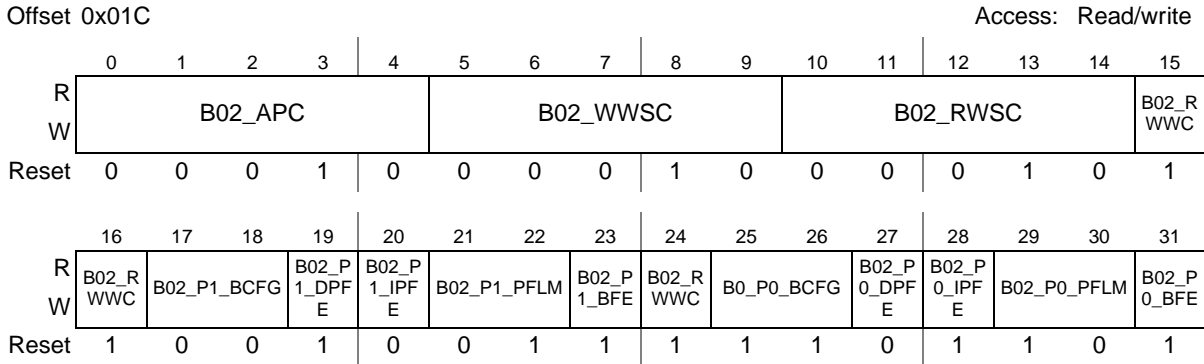 Offset 0x01C Access: Read/write
0 1 2 3 4 5 6 7 8 9 10 11 12 13 14 15
R
W
B02_APC B02_WWSC B02_RWSC B02_R
WWC
Reset 0 0 0 1 0 0 0 0 1 0 0 0 0 1 0 1
16 17 18 19 20 21 22 23 24 25 26 27 28 29 30 31
R
W
B02_R
WWC
B02_P1_BCFG
B02_P
1_DPF
E
B02_P
1_IPF
E
B02_P1_PFLM
B02_P
1_BFE
B02_R
WWC
B0_P0_BCFG
B02_P
0_DPF
E
B02_P
0_IPF
E
B02_P0_PFLM
B02_P
0_BFE
Reset 1 0 0 1 0 0 1 1 1 1 1 0 1 1 0 1